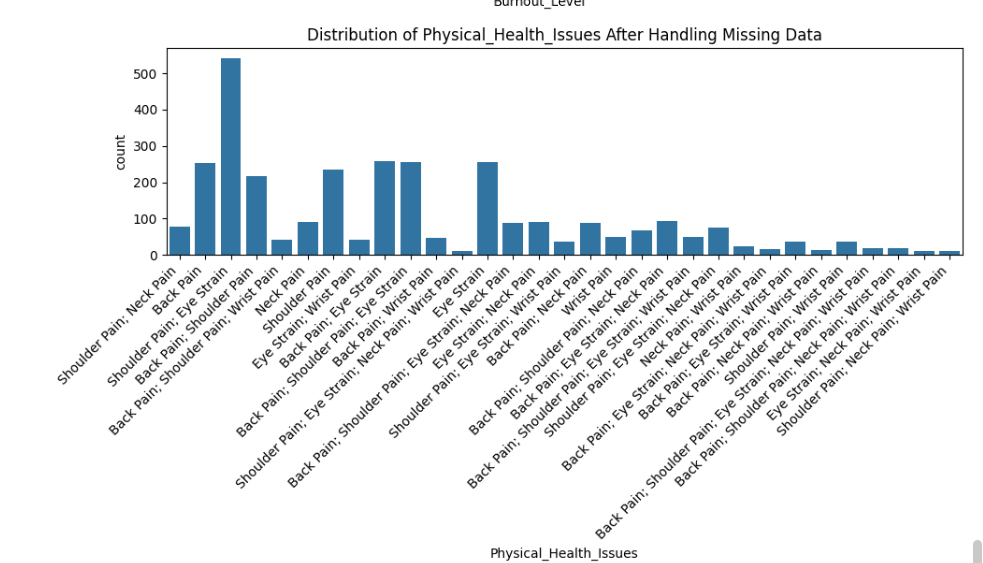 Burnout_Level
Distribution of Physical_Health_Issues After Handling Missing Data
count
500
400
300
200
100
0
Shoulder Pain; Neck Pain
Back Pain
Shoulder Pain; Eye Strain
Back Pain; Shoulder Pain
Back Pain; Shoulder Pain; Wrist Pain
Neck Pain
Shoulder Pain
Eye Strain; Wrist Pain
Back Pain; Eye Strain
Back Pain; Shoulder Pain; Eye Strain
Back Pain; Wrist Pain
Shoulder Pain; Eye Strain; Neck Pain; Wrist Pain
Eye Strain
Back Pain; Shoulder Pain; Eye Strain; Neck Pain
Eye Strain; Neck Pain
Shoulder Pain; Eye Strain; Wrist Pain
Back Pain; Neck Pain
Wrist Pain
Back Pain; Shoulder Pain; Neck Pain
Back Pain; Eye Strain; Neck Pain
Back Pain; Shoulder Pain; Eye Strain; Wrist Pain
Shoulder Pain; Eye Strain; Neck Pain
Neck Pain; Wrist Pain
Back Pain; Eye Strain; Neck Pain; Wrist Pain
Back Pain; Eye Strain; Wrist Pain
Back Pain; Neck Pain; Wrist Pain
Shoulder Pain; Wrist Pain
Back Pain; Shoulder Pain; Eye Strain; Neck Pain; Wrist Pain
Back Pain; Shoulder Pain; Neck Pain; Wrist Pain
Eye Strain; Neck Pain; Wrist Pain
Shoulder Pain; Neck Pain; Wrist Pain
Physical_Health_Issues